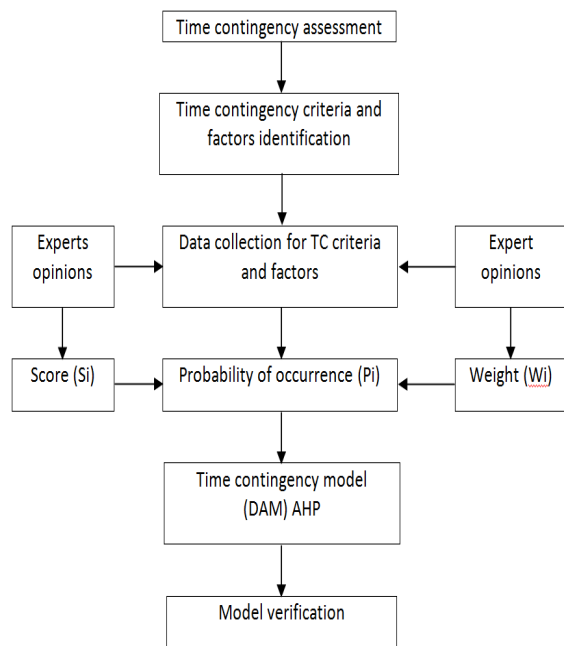 Time contingency assessment
Time contingency criteria and
factors identification
Experts
opinions
Data collection for TC criteria
and factors
Expert
opinions
Score (Si)
Probability of occurrence (Pi)
Weight (Wi)
Time contingency model
(DAM) AHP
Model verification